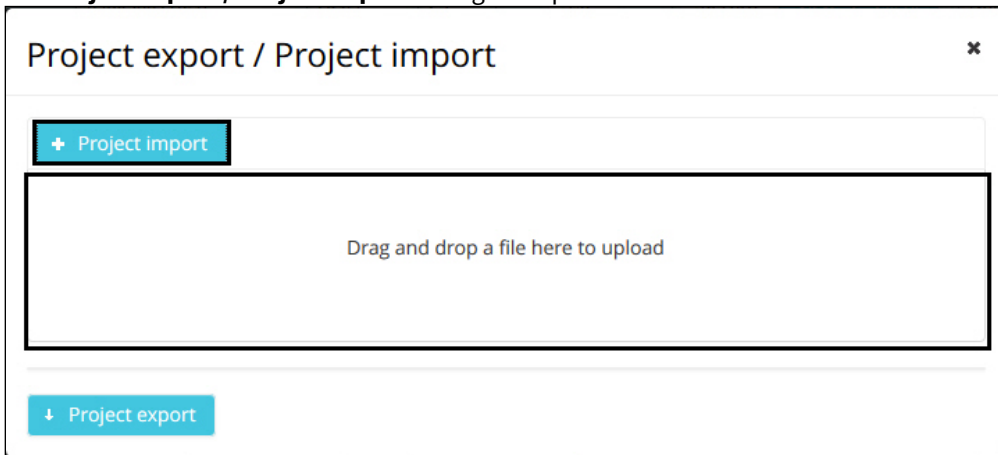 Project export / Project import
Project import
Drag and drop a file here to upload
Project export